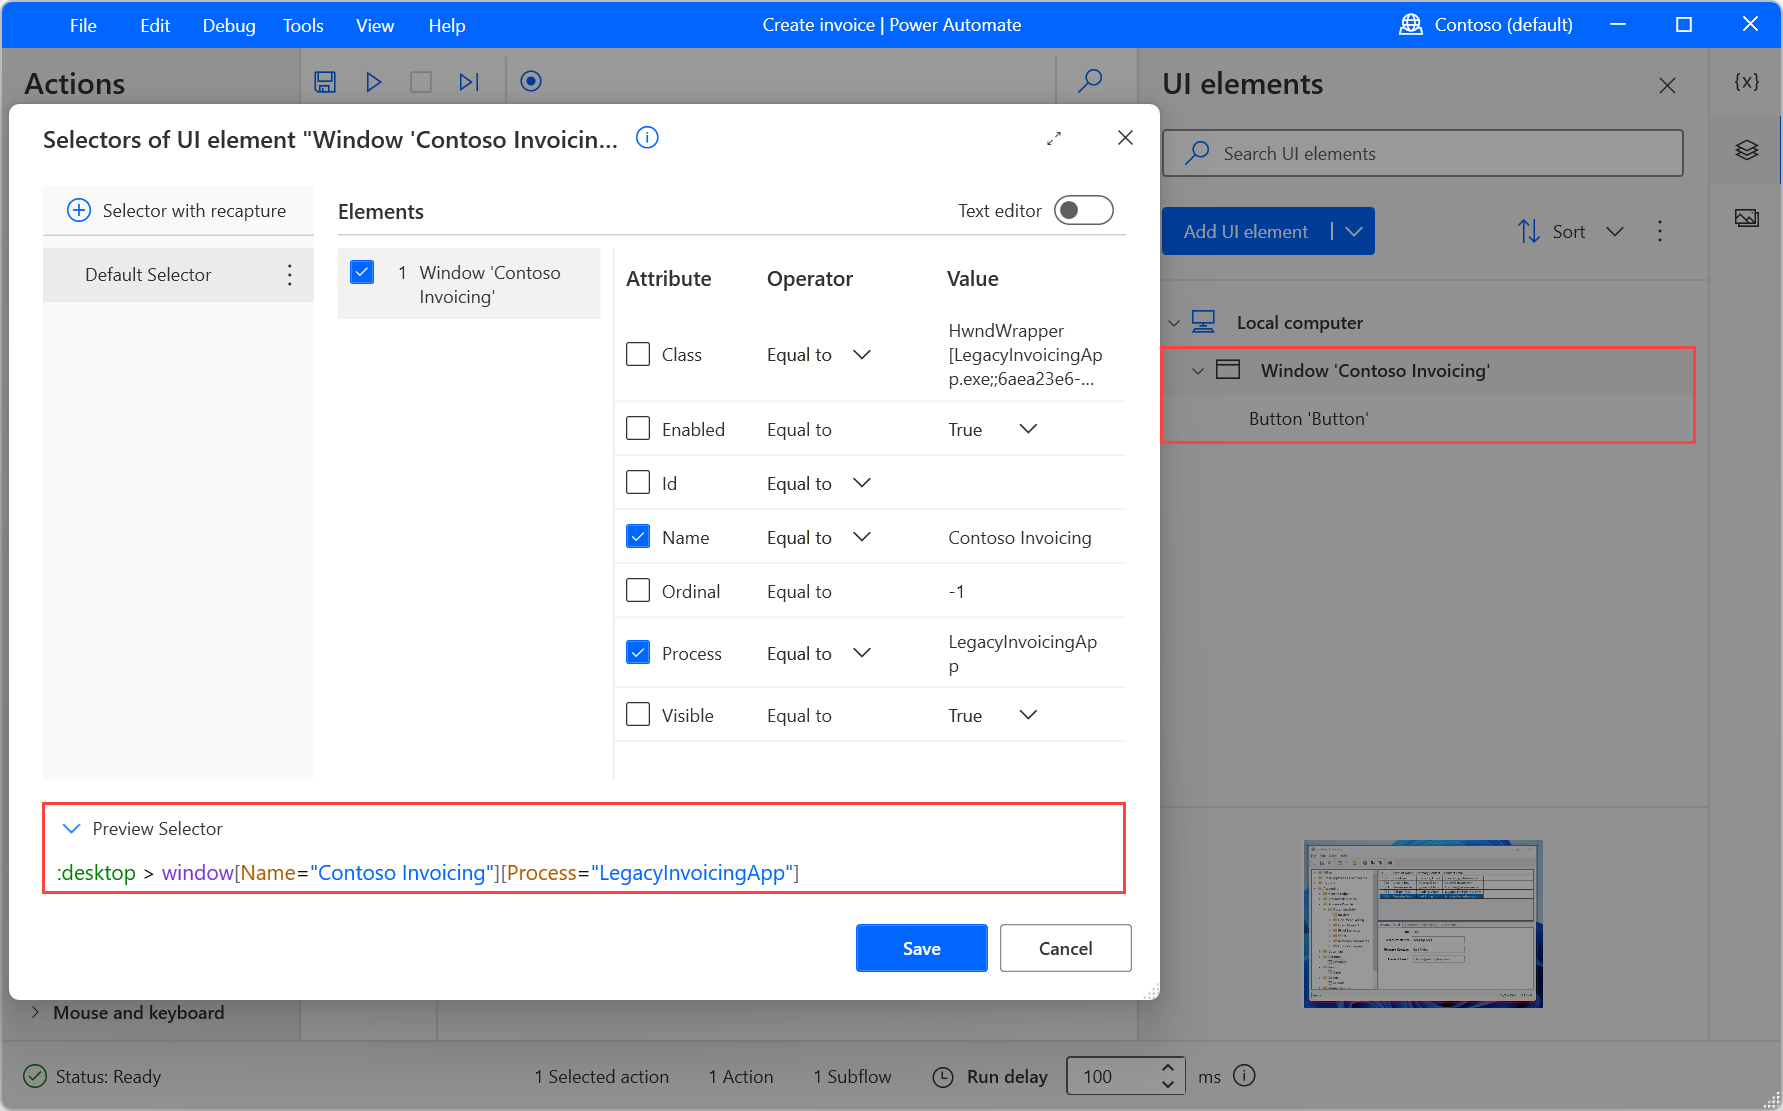 File Edit Debug Tools View Help
Create invoice | Power Automate
Contoso (default)
Actions
UI elements
{x}
Selectors of UI element "Window 'Contoso Invoicin...
Search UI elements
Selector with recapture
Elements
Text editor
Add UI element
Sort
Default Selector
1 Window 'Contoso
Invoicing'
Attribute Operator Value
Class Equal to HwndWrapper
[LegacyInvoicingAp
p.exe;;6aea23e6-...
Enabled Equal to True
Id Equal to
Name Equal to Contoso Invoicing
Ordinal Equal to -1
Process Equal to LegacyInvoicingAp
p
Visible Equal to True
Local computer
Window 'Contoso Invoicing'
Button 'Button'
Preview Selector
:desktop > window[Name="Contoso Invoicing"][Process="LegacyInvoicingApp"]
Save Cancel
Mouse and keyboard
Status: Ready
1 Selected action
1 Action
1 Subflow
Run delay
100
ms